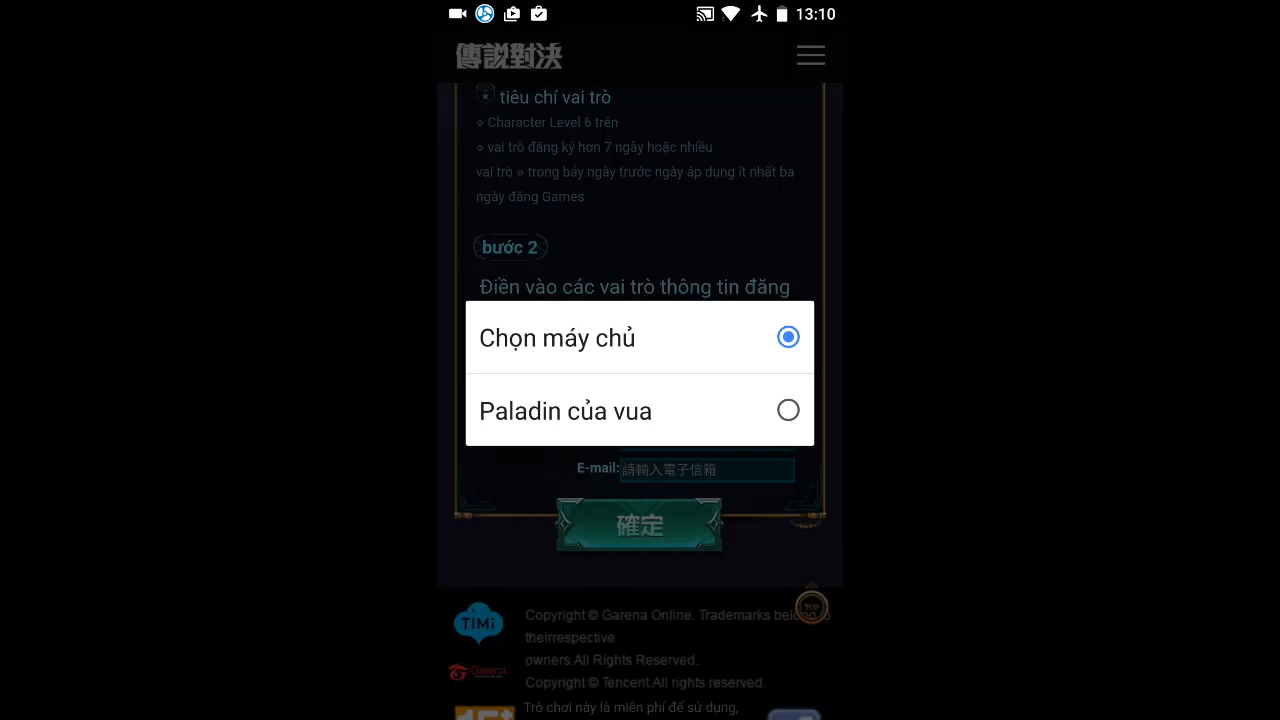 13:10
傳說對決
tiêu chí vai trò
Character Level 6 trên
vai trò đăng ký hơn 7 ngày hoặc nhiều
vai trò ⋄ trong bảy ngày trước ngày áp dụng ít nhất ba
ngày đăng Games
bước 2
Điền vào các vai trò thông tin đăng
Chọn máy chủ
Paladin của vua
E-mail: 請輸入電子信箱
確定
TOP
TiMi
Copyright © Garena Online. Trademarks belong to
theirrespective
owners.All Rights Reserved.
Garena
Copyright © Tencent.All rights reserved.
15+
Trò chơi này là miễn phí để sử dụng,